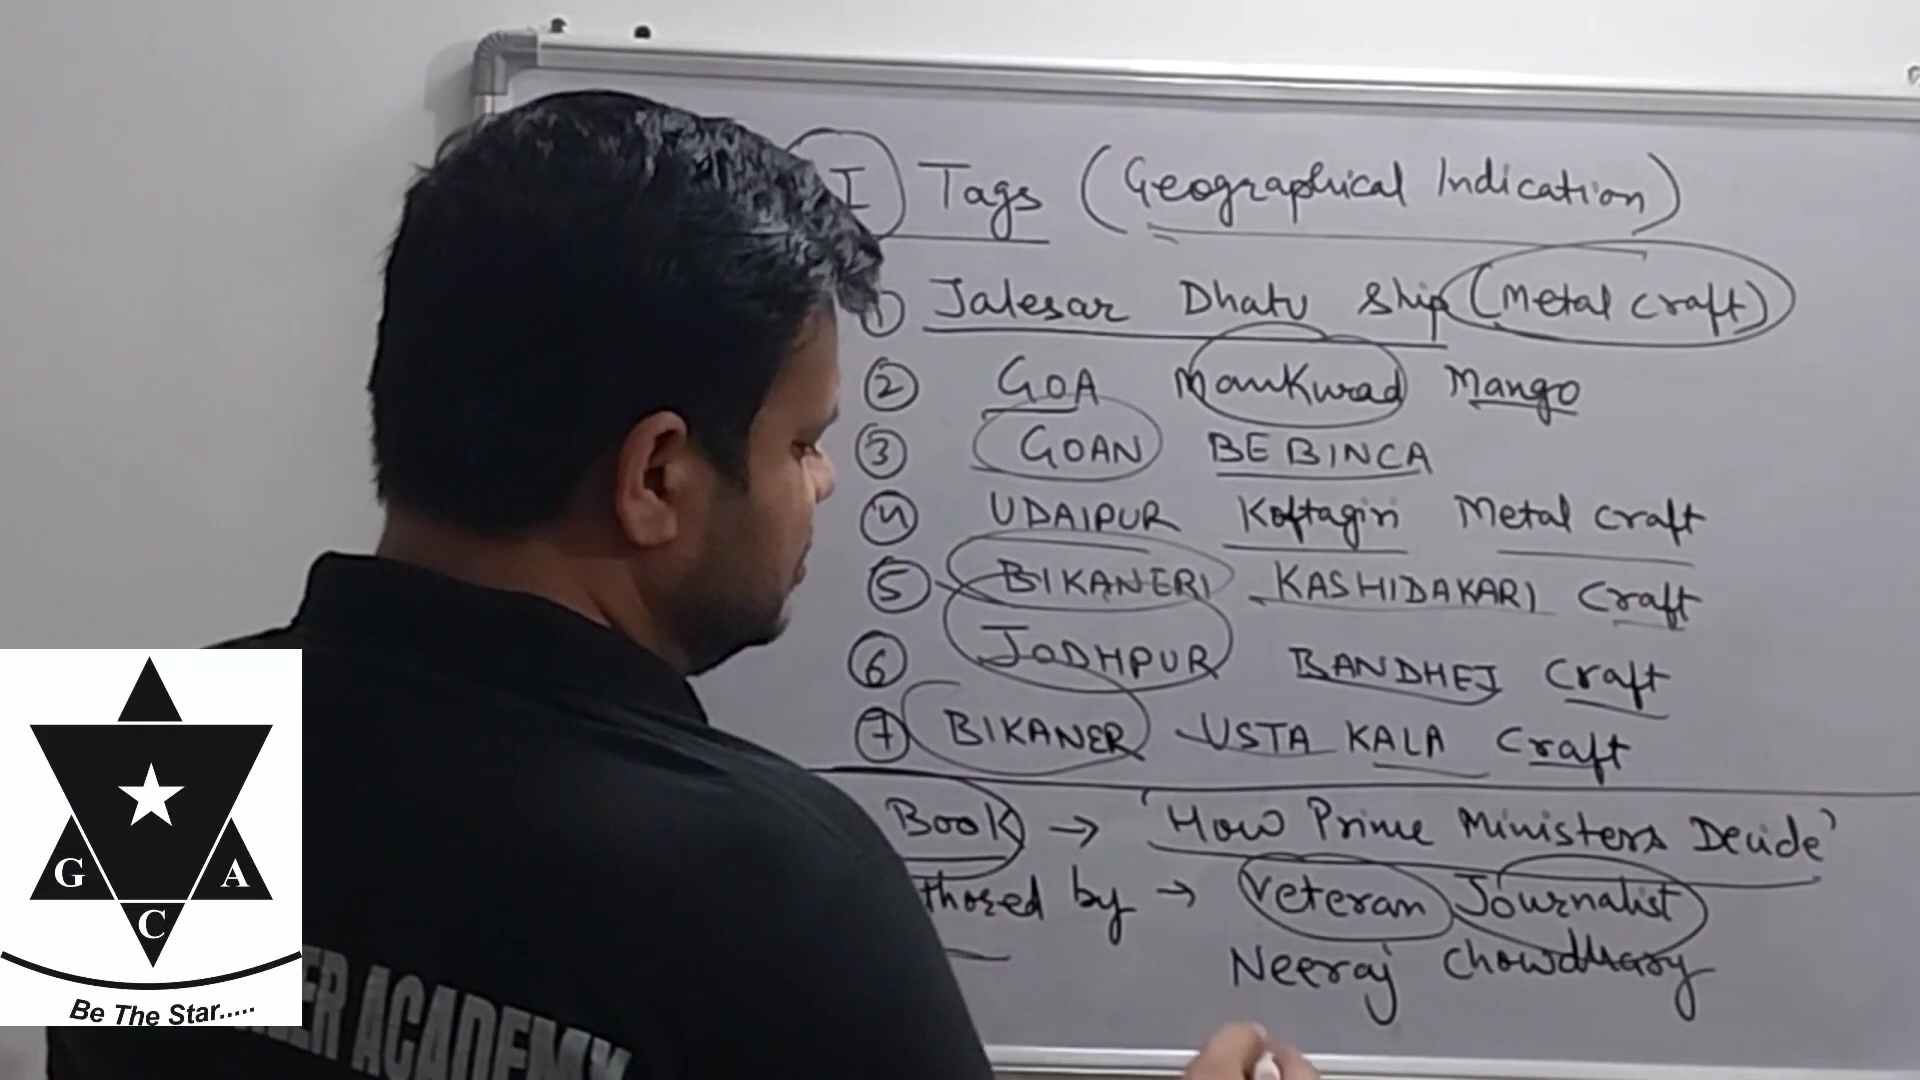 I Tags (Geographical Indication)
① Jalesar Dhatu Ship (Metal Craft)
② GOA Mankurad Mango
③ GOAN BEBINCA
④ UDAIPUR Koftagiri Metal Craft
⑤ BIKANERI KASHIDAKARI Craft
⑥ JODHPUR BANDHEJ Craft
⑦ BIKANER USTA KALA Craft
Book → 'How Prime Ministers Decide'
thored by → Veteran Journalist
Neeraj Chowdhary
G A
C
Be The Star.....
ER ACADEMY